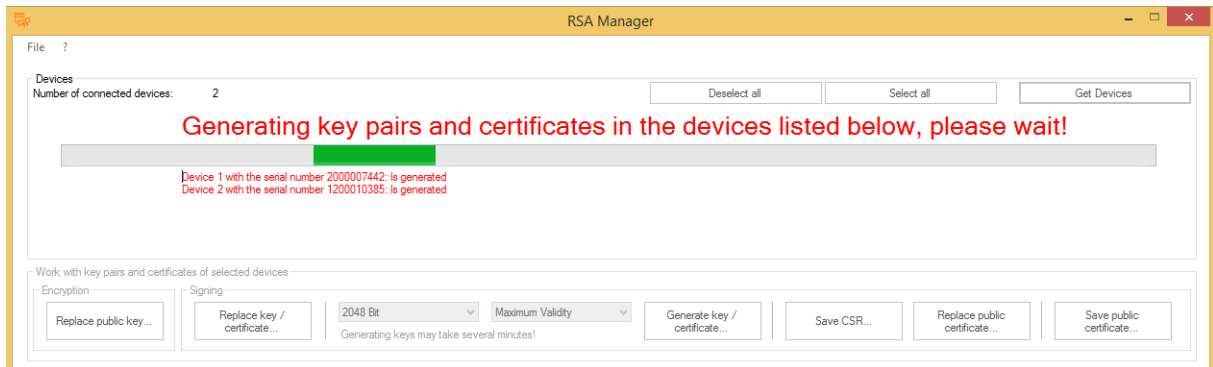 RSA Manager
File ?
Devices
Number of connected devices: 2
Deselect all
Select all
Get Devices
Generating key pairs and certificates in the devices listed below, please wait!
Device 1 with the serial number 2000007442: Is generated
Device 2 with the serial number 1200010385: Is generated
Work with key pairs and certificates of selected devices
Encryption
Signing
Replace public key...
Replace key /
certificate...
2048 Bit
Maximum Validity
Generating keys may take several minutes!
Generate key /
certificate...
Save CSR...
Replace public
certificate...
Save public
certificate...